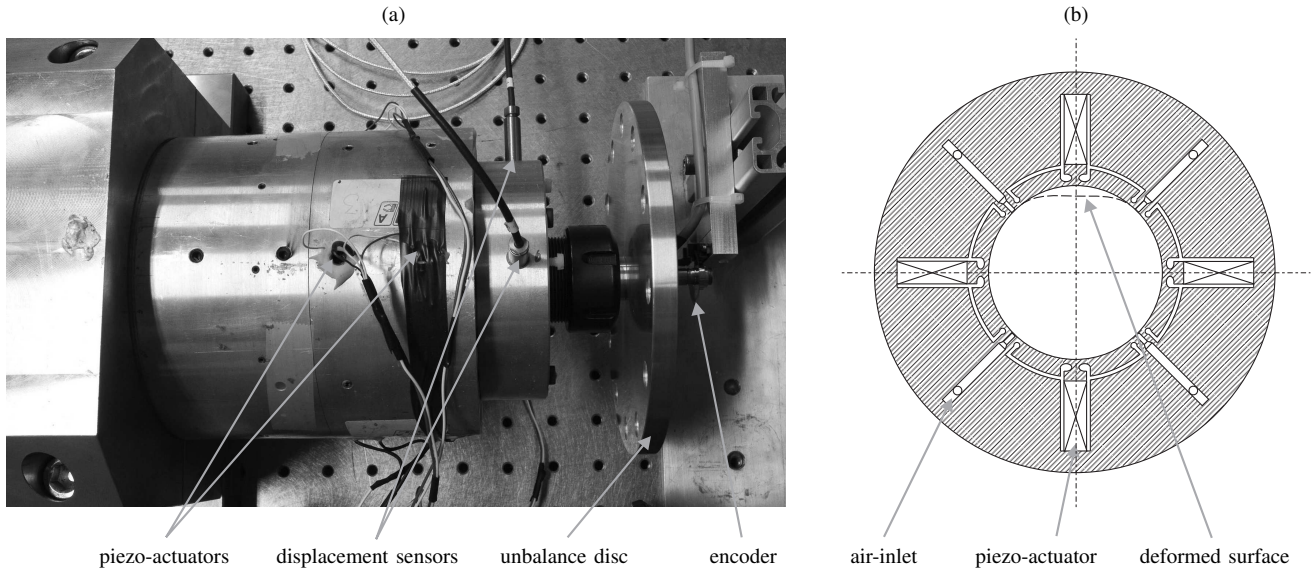 (a) (b)
piezo-actuators displacement sensors unbalance disc encoder air-inlet piezo-actuator deformed surface